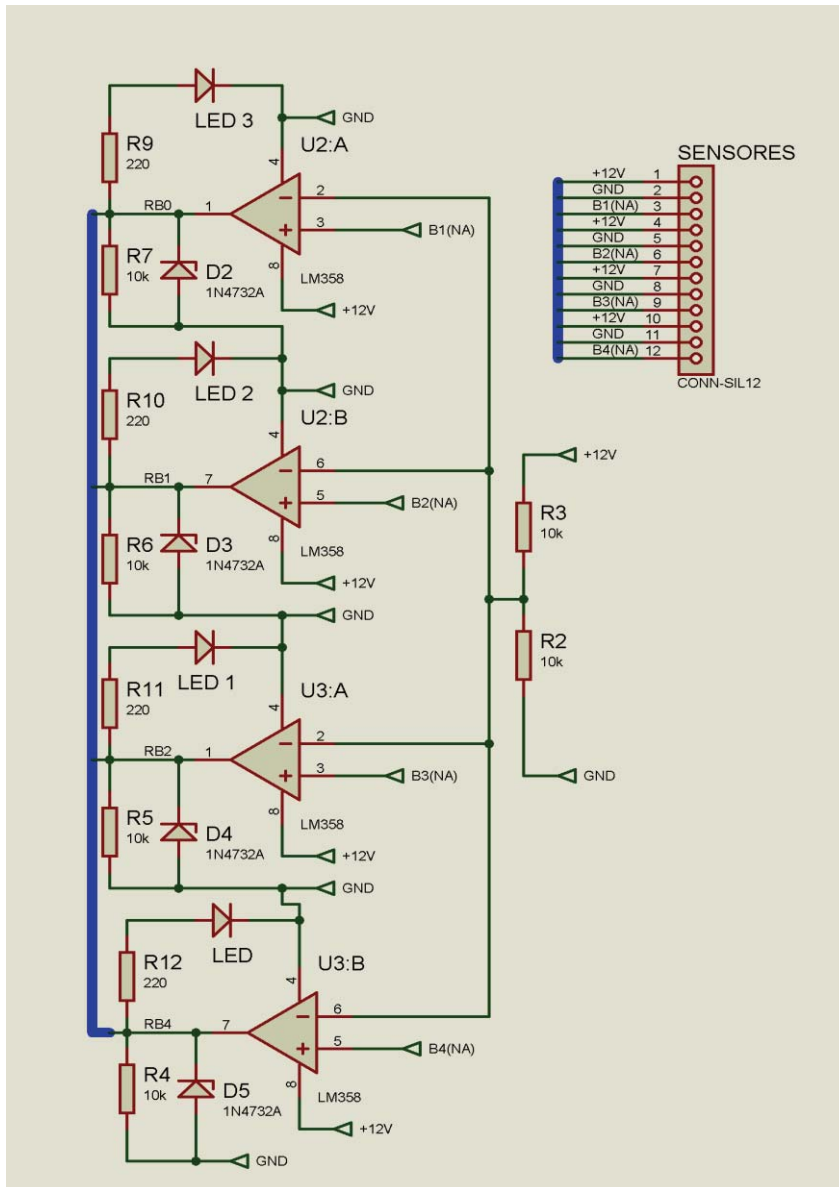 LED 3
GND
R9
220
U2:A
4
RB0
1
2
3
B1(NA)
8
LM358
+12V
R7
10k
D2
1N4732A
LED 2
GND
R10
220
U2:B
4
RB1
7
6
5
B2(NA)
8
LM358
+12V
R6
10k
D3
1N4732A
GND
LED 1
R11
220
U3:A
4
RB2
1
2
3
B3(NA)
8
LM358
+12V
R5
10k
D4
1N4732A
GND
LED
R12
220
U3:B
4
RB4
7
6
5
B4(NA)
8
LM358
+12V
R4
10k
D5
1N4732A
GND
SENSORES
+12V 1
GND 2
B1(NA) 3
+12V 4
GND 5
B2(NA) 6
+12V 7
GND 8
B3(NA) 9
+12V 10
GND 11
B4(NA) 12
CONN-SIL12
+12V
R3
10k
R2
10k
GND